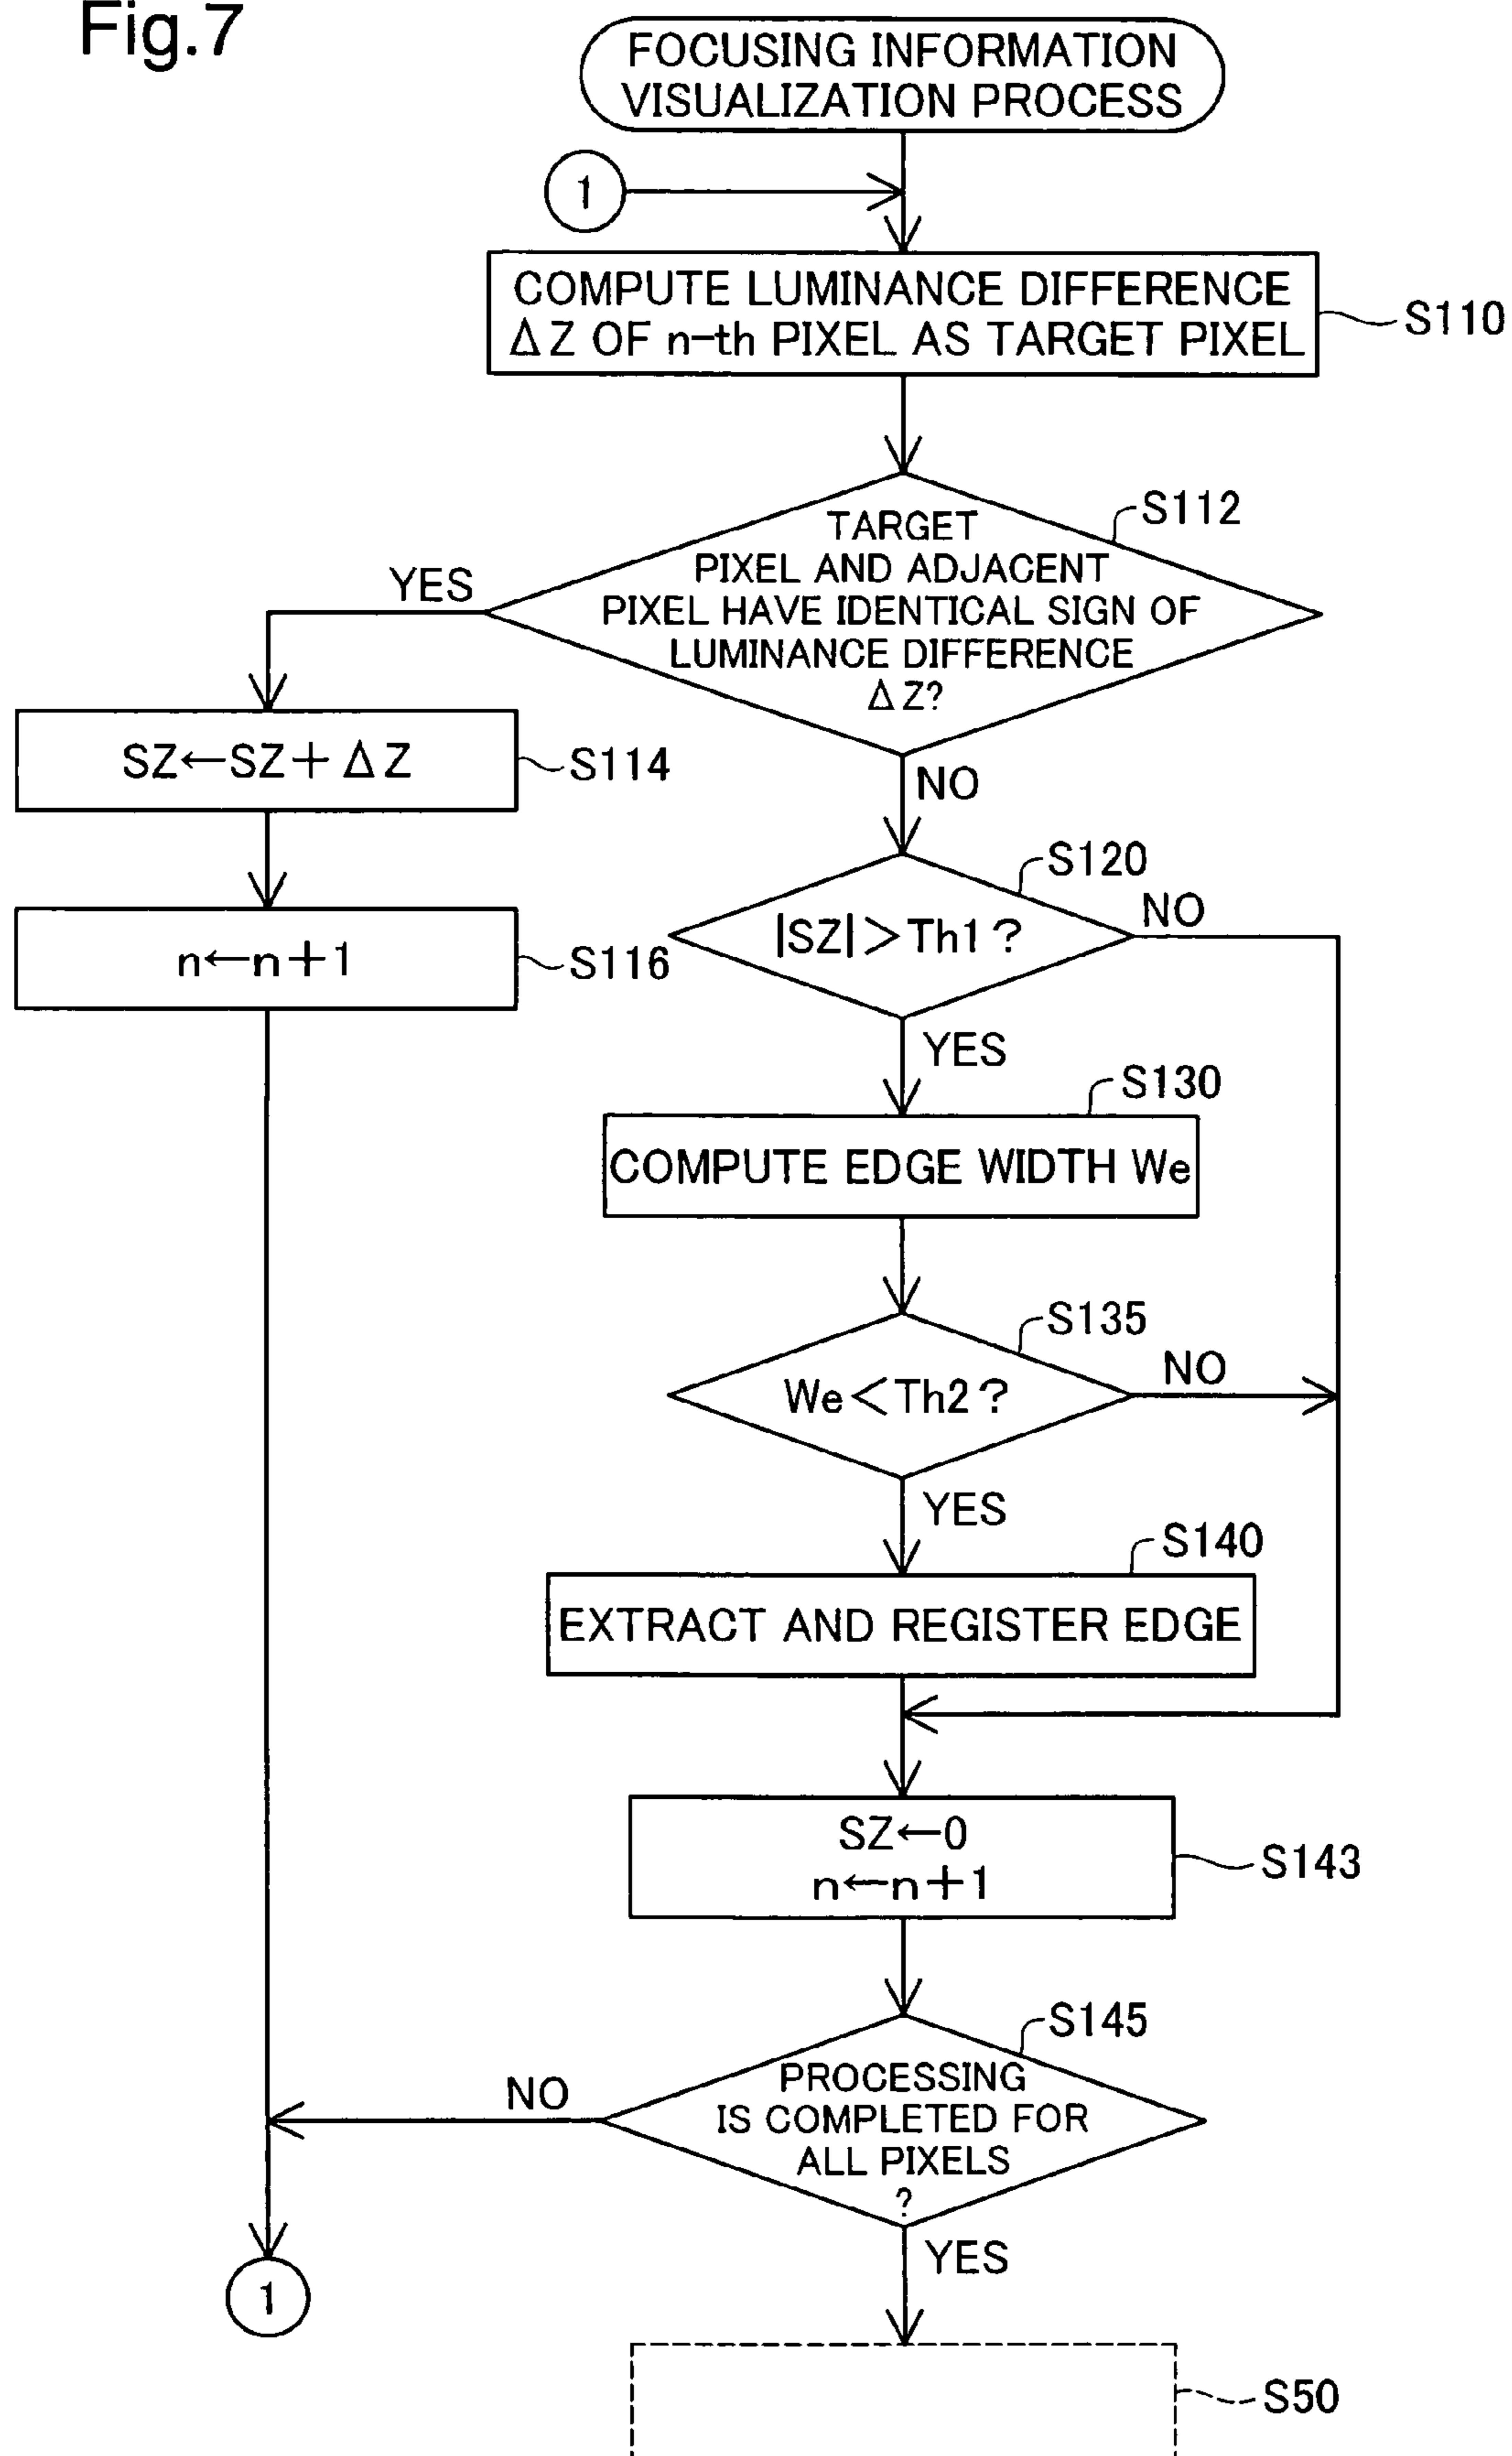 Fig.7
FOCUSING INFORMATION
VISUALIZATION PROCESS
1
COMPUTE LUMINANCE DIFFERENCE
ΔZ OF n-th PIXEL AS TARGET PIXEL
S110
S112
TARGET
PIXEL AND ADJACENT
PIXEL HAVE IDENTICAL SIGN OF
LUMINANCE DIFFERENCE
ΔZ?
YES
SZ←SZ+ΔZ
S114
NO
n←n+1
S116
S120
|SZ|>Th1?
NO
YES
S130
COMPUTE EDGE WIDTH We
S135
We<Th2?
NO
YES
S140
EXTRACT AND REGISTER EDGE
SZ←0
n←n+1
S143
S145
PROCESSING
IS COMPLETED FOR
ALL PIXELS
?
NO
YES
1
S50